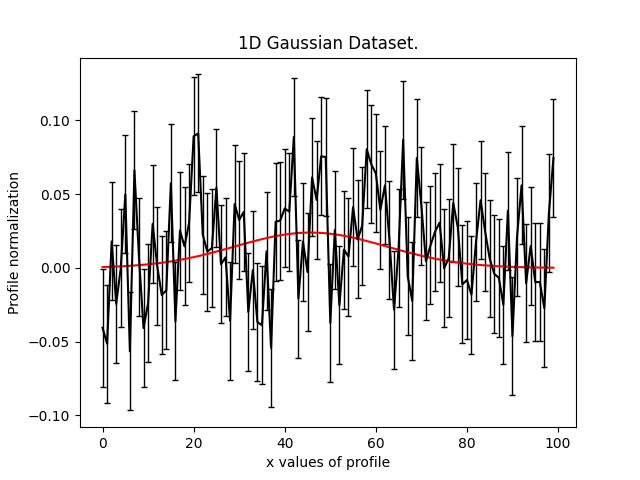 1D Gaussian Dataset.
Profile normalization
0.10
0.05
0.00
−0.05
−0.10
0 20 40 60 80 100
x values of profile